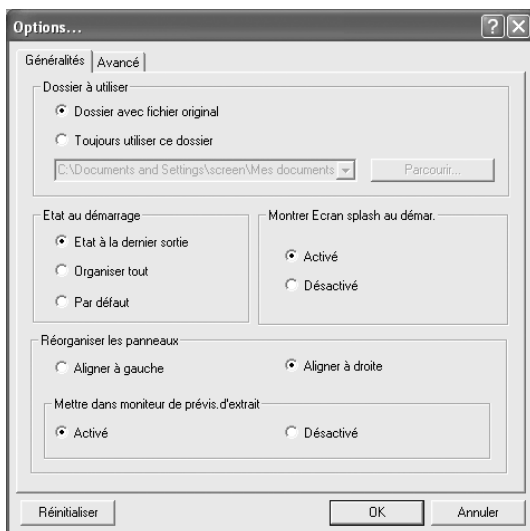 Options...
Généralités
Avancé
Dossier à utiliser
Dossier avec fichier original
Toujours utiliser ce dossier
C:\Documents and Settings\screen\Mes documents
Parcourir...
Etat au démarrage
Etat à la dernier sortie
Organiser tout
Par défaut
Montrer Ecran splash au démar.
Activé
Désactivé
Réorganiser les panneaux
Aligner à gauche
Aligner à droite
Mettre dans moniteur de prévis.d'extrait
Activé
Désactivé
Réinitialiser
OK
Annuler